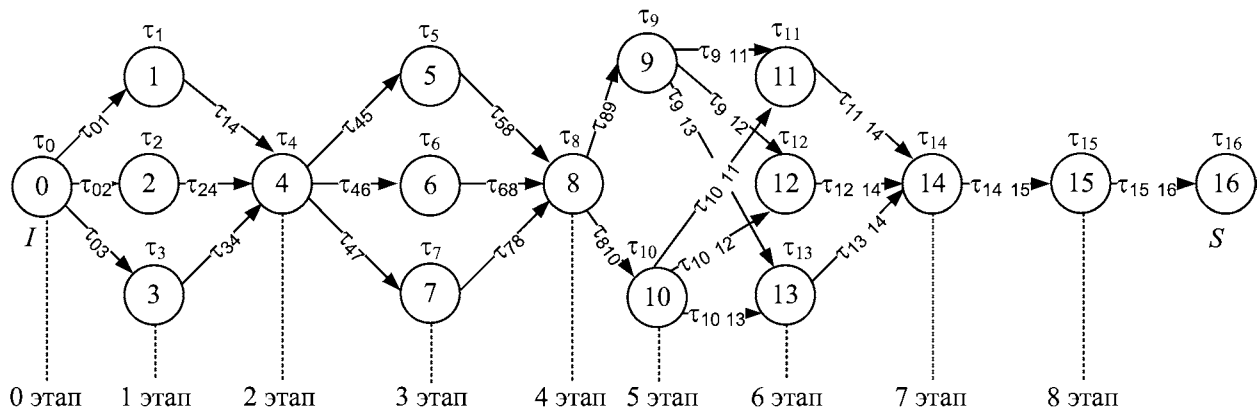 τ1 τ5 τ9 τ11
1 5 9 τ9 11 11
τ01 τ14 τ45 τ58 τ89 τ9 12 τ9 13 τ11 14
τ0 τ2 τ4 τ6 τ8 τ12 τ14 τ15 τ16
0 τ02 2 τ24 4 τ46 6 τ68 8 τ10 11 12 τ12 14 14 τ14 15 15 τ15 16 16
I τ03 τ34 τ47 τ78 τ810 τ10 12 τ13 14 S
τ3 τ7 τ10 τ13
3 7 10 τ10 13 13
0 этап 1 этап 2 этап 3 этап 4 этап 5 этап 6 этап 7 этап 8 этап